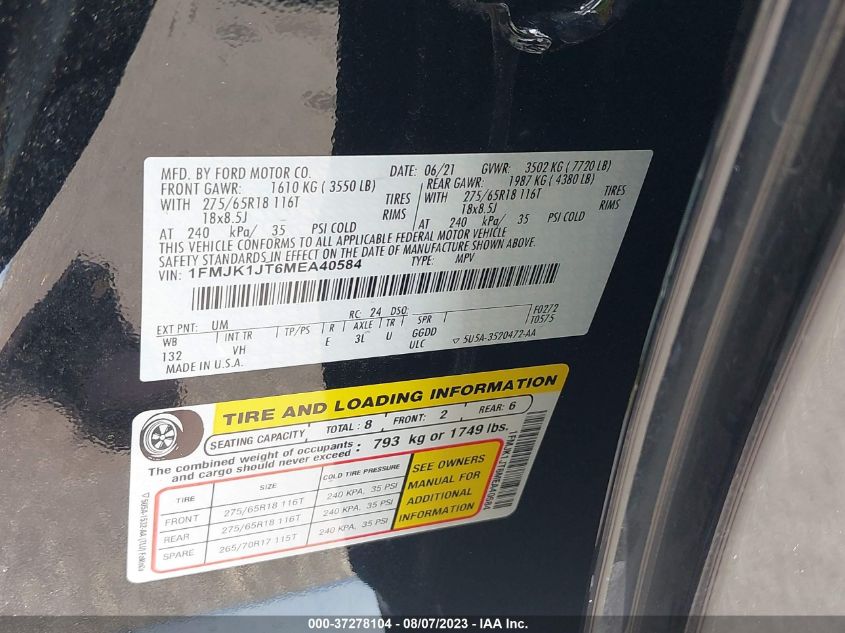 MFD. BY FORD MOTOR CO. DATE: 06/21 GVWR: 3502 KG (7720 LB)
FRONT GAWR: 1610 KG (3550 LB) REAR GAWR: 1987 KG (4380 LB)
WITH 275/65R18 116T TIRES WITH 275/65R18 116T TIRES
18x8.5J RIMS 18x8.5J RIMS
AT 240 kPa/ 35 PSI COLD AT 240 kPa/ 35 PSI COLD
THIS VEHICLE CONFORMS TO ALL APPLICABLE FEDERAL MOTOR VEHICLE
SAFETY STANDARDS IN EFFECT ON THE DATE OF MANUFACTURE SHOWN ABOVE.
VIN: 1FMJK1JT6MEA40584 TYPE: MPV
EXT PNT: UM RC: 24 DSO: F0272
WB INT TR TP/PS R AXLE TR SPR T0575
132 VH E 3L U GGDD
MADE IN U.S.A. ULC ▽ 5U5A-3520472-AA
TIRE AND LOADING INFORMATION
SEATING CAPACITY TOTAL: 8 FRONT: 2 REAR: 6
The combined weight of occupants and cargo should never exceed : 793 kg or 1749 lbs.
TIRE SIZE COLD TIRE PRESSURE
FRONT 275/65R18 116T 240 KPA, 35 PSI
REAR 275/65R18 116T 240 KPA, 35 PSI
SPARE 265/70R17 115T 240 KPA, 35 PSI
SEE OWNERS
MANUAL FOR
ADDITIONAL
INFORMATION
1FMJK1JT6MEA40584
000-37278104 - 08/07/2023 - IAA Inc.